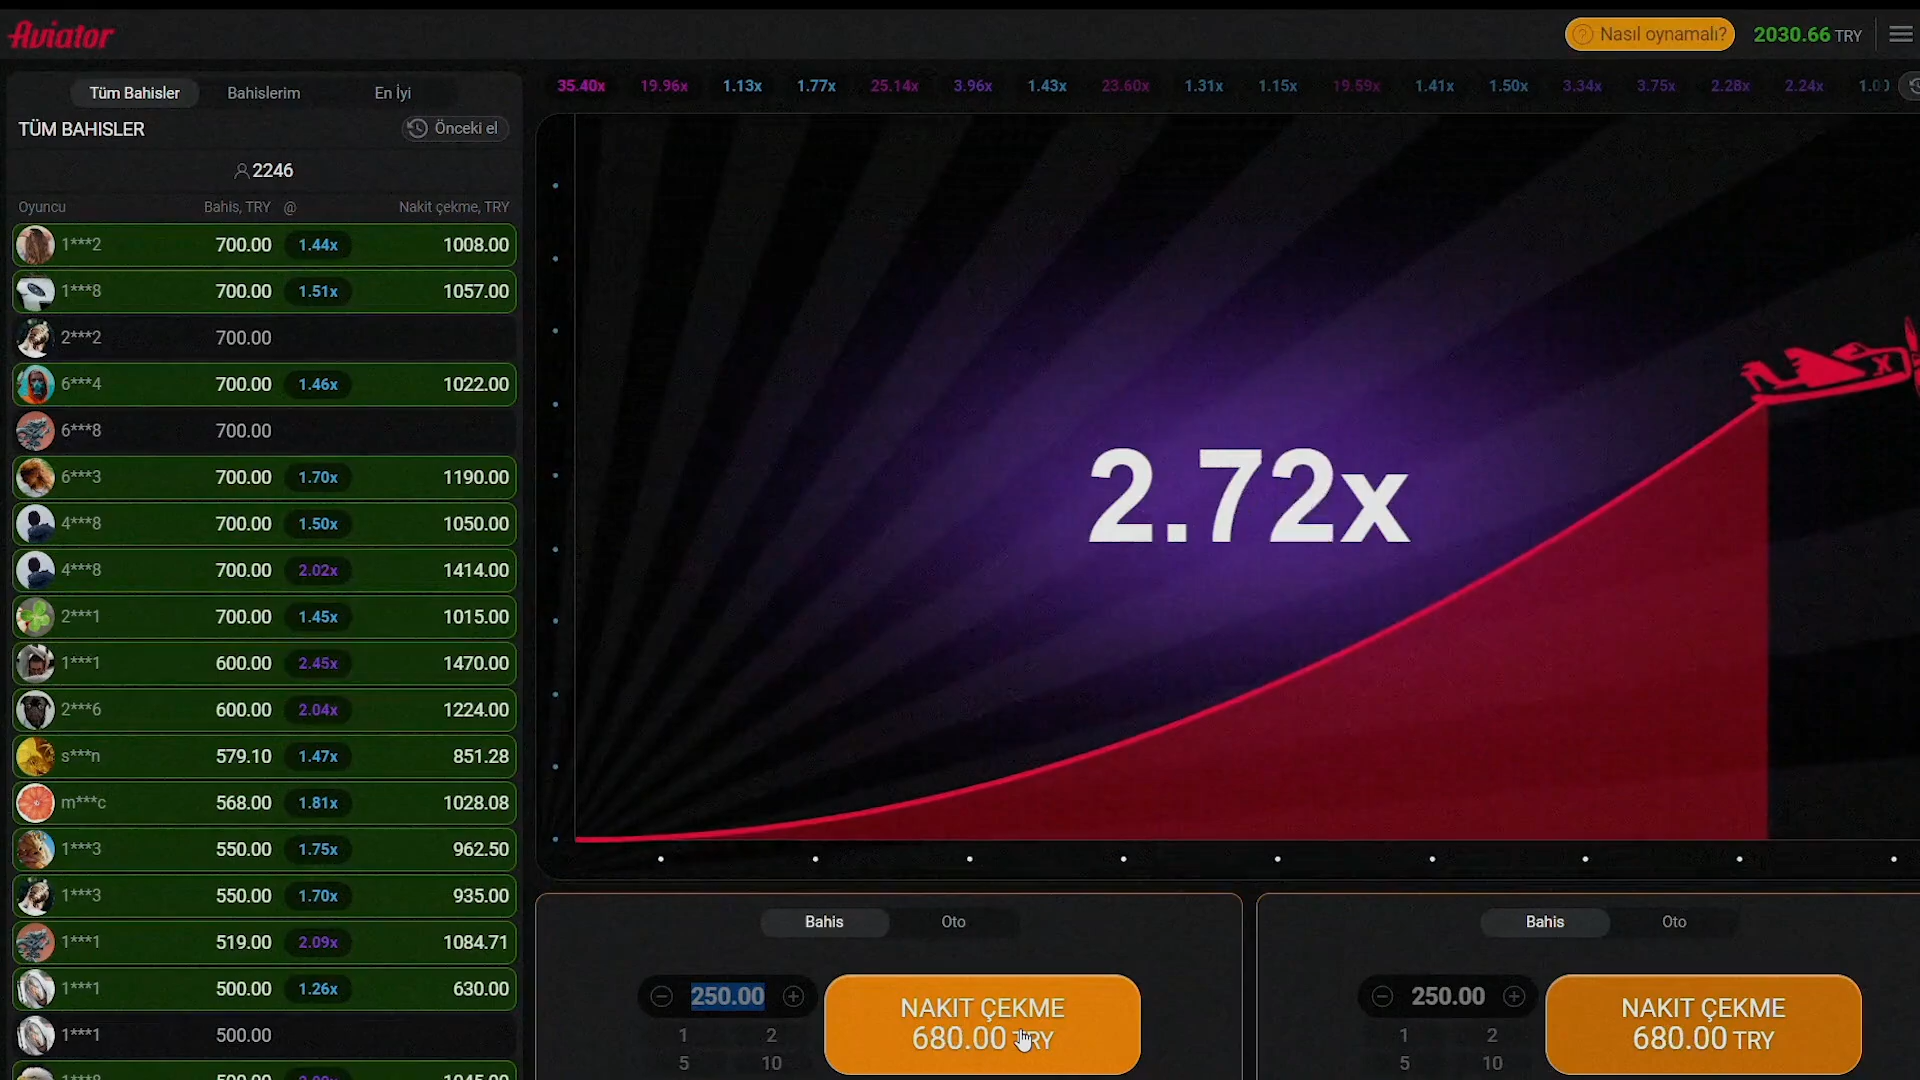 Aviator
Nasıl oynamalı?
2030.66 TRY
Tüm Bahisler
Bahislerim
En İyi
TÜM BAHISLER
Önceki el
2246
Oyuncu Bahis, TRY @ Nakit çekme, TRY
1***2 700.00 1.44x 1008.00
1***8 700.00 1.51x 1057.00
2***2 700.00
6***4 700.00 1.46x 1022.00
6***8 700.00
6***3 700.00 1.70x 1190.00
4***8 700.00 1.50x 1050.00
4***8 700.00 2.02x 1414.00
2***1 700.00 1.45x 1015.00
1***1 600.00 2.45x 1470.00
2***6 600.00 2.04x 1224.00
s***n 579.10 1.47x 851.28
m***c 568.00 1.81x 1028.08
1***3 550.00 1.75x 962.50
1***3 550.00 1.70x 935.00
1***1 519.00 2.09x 1084.71
1***1 500.00 1.26x 630.00
1***1 500.00
35.40x 19.96x 1.13x 1.77x 25.14x 3.96x 1.43x 23.60x 1.31x 1.15x 19.59x 1.41x 1.50x 3.34x 3.75x 2.28x 2.24x
2.72x
Bahis Oto
250.00
1 2
5 10
NAKIT ÇEKME
680.00 TRY
Bahis Oto
250.00
1 2
5 10
NAKIT ÇEKME
680.00 TRY